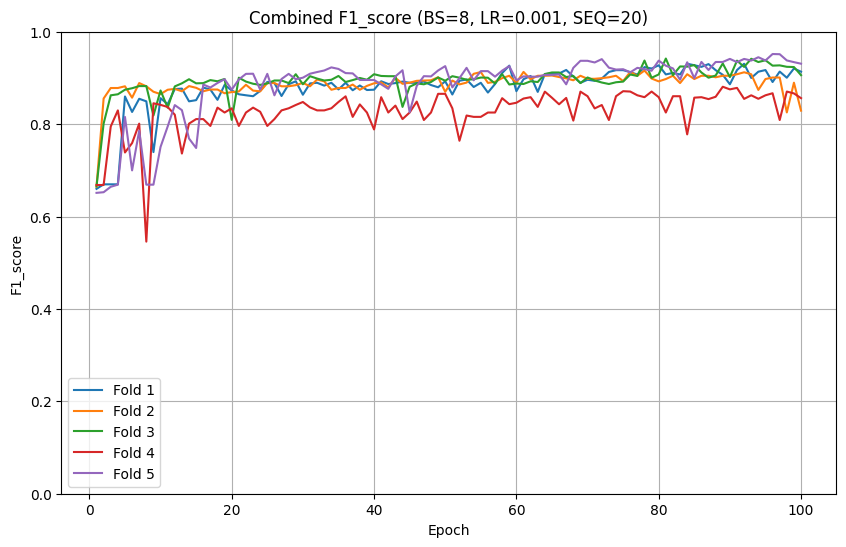 Combined F1_score (BS=8, LR=0.001, SEQ=20)
1.0
0.8
0.6
0.4
0.2
0.0
F1_score
Fold 1
Fold 2
Fold 3
Fold 4
Fold 5
0 20 40 60 80 100
Epoch